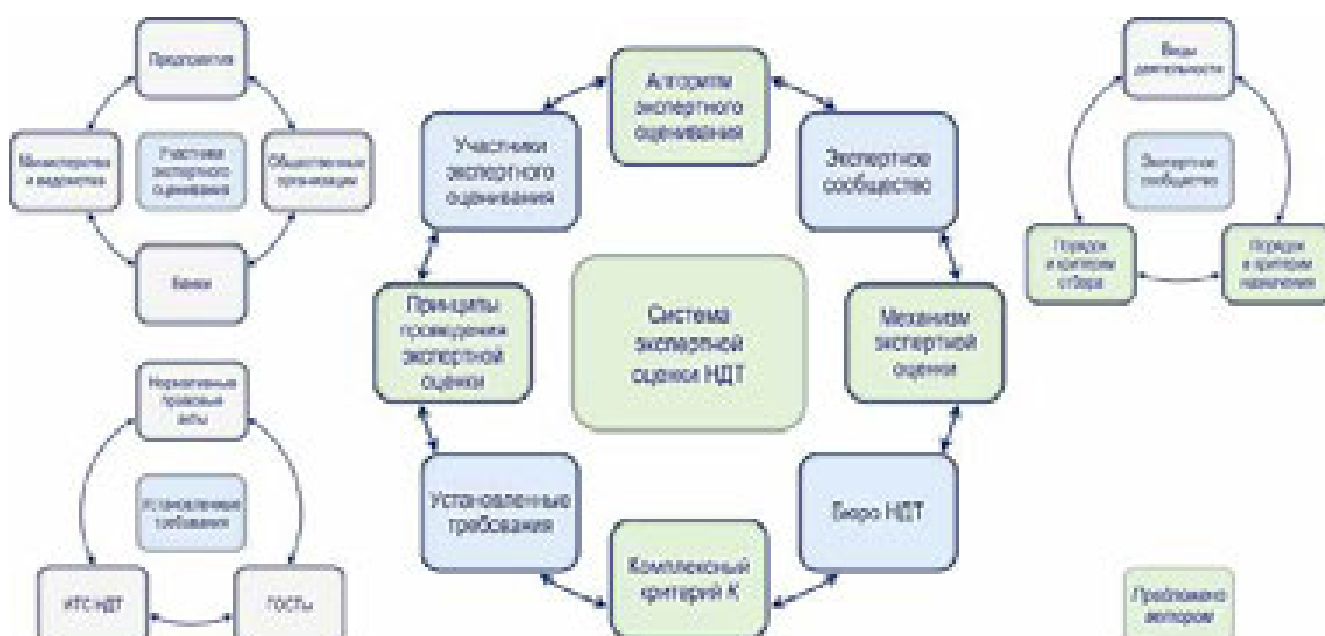 Предприятия
Министерства
и ведомства
Участники
экспертного
оценивания
Общественные
организации
Банки
Нормативные
правовые
акты
Установленные
требования
ИТС НДТ
ГОСТы
Алгоритм
экспертного
оценивания
Участники
экспертного
оценивания
Экспертное
сообщество
Принципы
проведения
экспертной
оценки
Система
экспертной
оценки НДТ
Механизм
экспертной
оценки
Установленные
требования
Бюро НДТ
Комплексный
критерий К
Виды
деятельности
Экспертное
сообщество
Порядок
и критерии
отбора
Порядок
и критерии
назначения
Предложено
автором